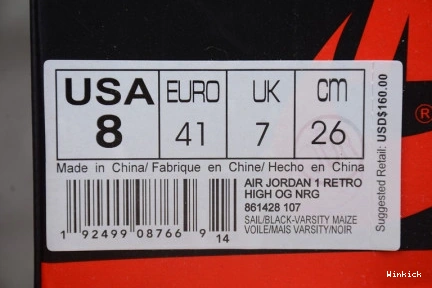 USA EURO UK cm
8 41 7 26
Made in China/ Fabrique en Chine/ Hecho en China
AIR JORDAN 1 RETRO
HIGH OG NRG
861428 107
SAIL/BLACK-VARSITY MAIZE
VOILE/MAIS VARSITY/NOIR
1 92499 08766 9 14
Suggested Retail: USD$160.00
®
Winkick